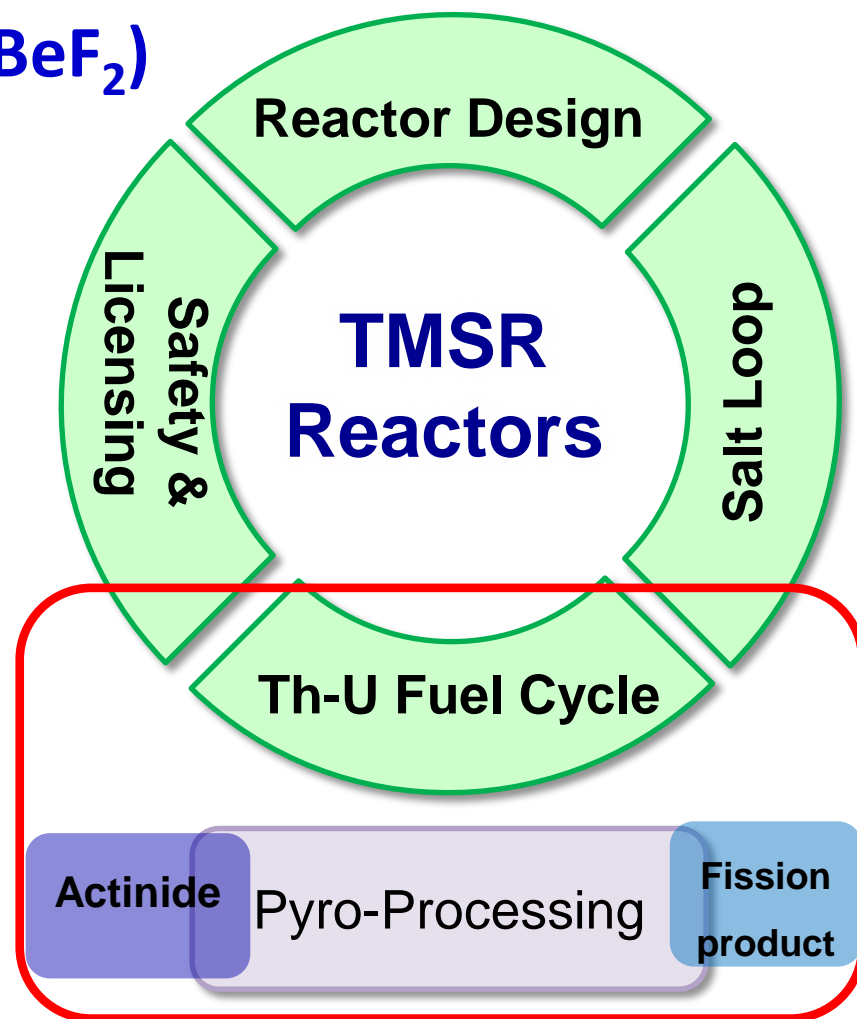 BeF₂)
Reactor Design
Safety &
Licensing
TMSR
Reactors
Salt Loop
Th-U Fuel Cycle
Actinide
Pyro-Processing
Fission
product